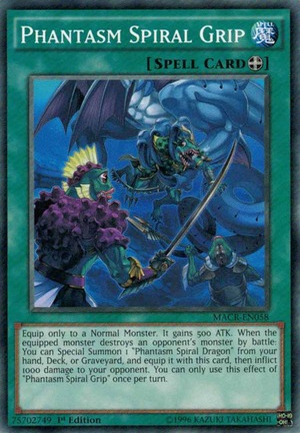 PHANTASM SPIRAL GRIP
SPELL
[SPELL CARD]
MACR-EN058
Equip only to a Normal Monster. It gains 500 ATK. When the
equipped monster destroys an opponent's monster by battle:
You can Special Summon 1 "Phantasm Spiral Dragon" from your
hand, Deck, or Graveyard, and equip it with this card, then inflict
1000 damage to your opponent. You can only use this effect of
"Phantasm Spiral Grip" once per turn.
75702749 1st Edition ©1996 KAZUKI TAKAHASHI